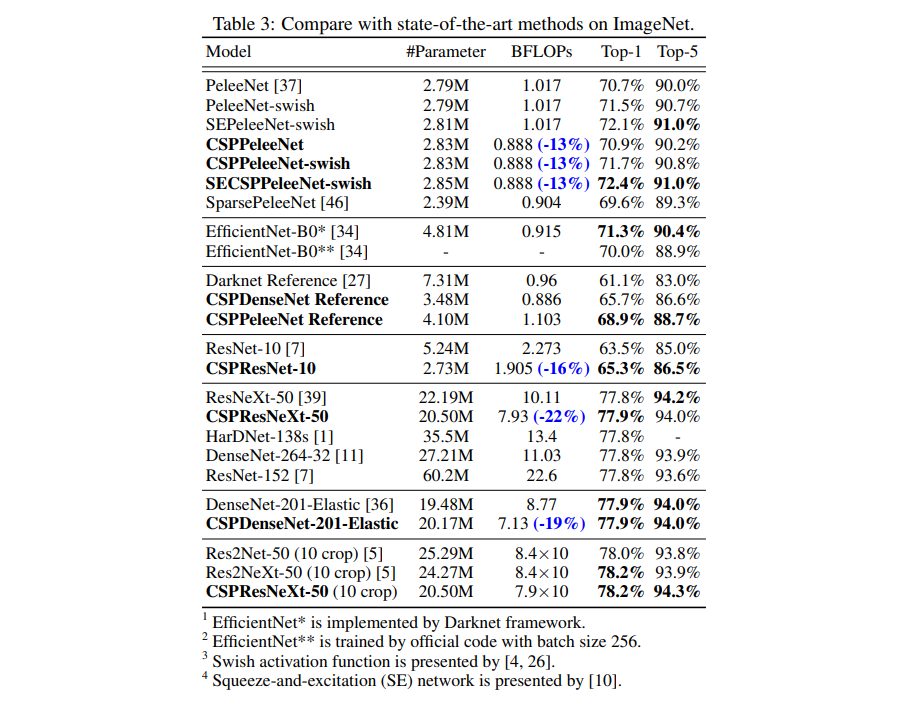 Table 3: Compare with state-of-the-art methods on ImageNet.
Model #Parameter BFLOPs Top-1 Top-5
PeleeNet [37] 2.79M 1.017 70.7% 90.0%
PeleeNet-swish 2.79M 1.017 71.5% 90.7%
SEPeleeNet-swish 2.81M 1.017 72.1% 91.0%
CSPPeleeNet 2.83M 0.888 (-13%) 70.9% 90.2%
CSPPeleeNet-swish 2.83M 0.888 (-13%) 71.7% 90.8%
SECSPPeleeNet-swish 2.85M 0.888 (-13%) 72.4% 91.0%
SparsePeleeNet [46] 2.39M 0.904 69.6% 89.3%
EfficientNet-B0* [34] 4.81M 0.915 71.3% 90.4%
EfficientNet-B0** [34] - - 70.0% 88.9%
Darknet Reference [27] 7.31M 0.96 61.1% 83.0%
CSPDenseNet Reference 3.48M 0.886 65.7% 86.6%
CSPPeleeNet Reference 4.10M 1.103 68.9% 88.7%
ResNet-10 [7] 5.24M 2.273 63.5% 85.0%
CSPResNet-10 2.73M 1.905 (-16%) 65.3% 86.5%
ResNeXt-50 [39] 22.19M 10.11 77.8% 94.2%
CSPResNeXt-50 20.50M 7.93 (-22%) 77.9% 94.0%
HarDNet-138s [1] 35.5M 13.4 77.8% -
DenseNet-264-32 [11] 27.21M 11.03 77.8% 93.9%
ResNet-152 [7] 60.2M 22.6 77.8% 93.6%
DenseNet-201-Elastic [36] 19.48M 8.77 77.9% 94.0%
CSPDenseNet-201-Elastic 20.17M 7.13 (-19%) 77.9% 94.0%
Res2Net-50 (10 crop) [5] 25.29M 8.4×10 78.0% 93.8%
Res2NeXt-50 (10 crop) [5] 24.27M 8.4×10 78.2% 93.9%
CSPResNeXt-50 (10 crop) 20.50M 7.9×10 78.2% 94.3%
1 EfficientNet* is implemented by Darknet framework.
2 EfficientNet** is trained by official code with batch size 256.
3 Swish activation function is presented by [4, 26].
4 Squeeze-and-excitation (SE) network is presented by [10].